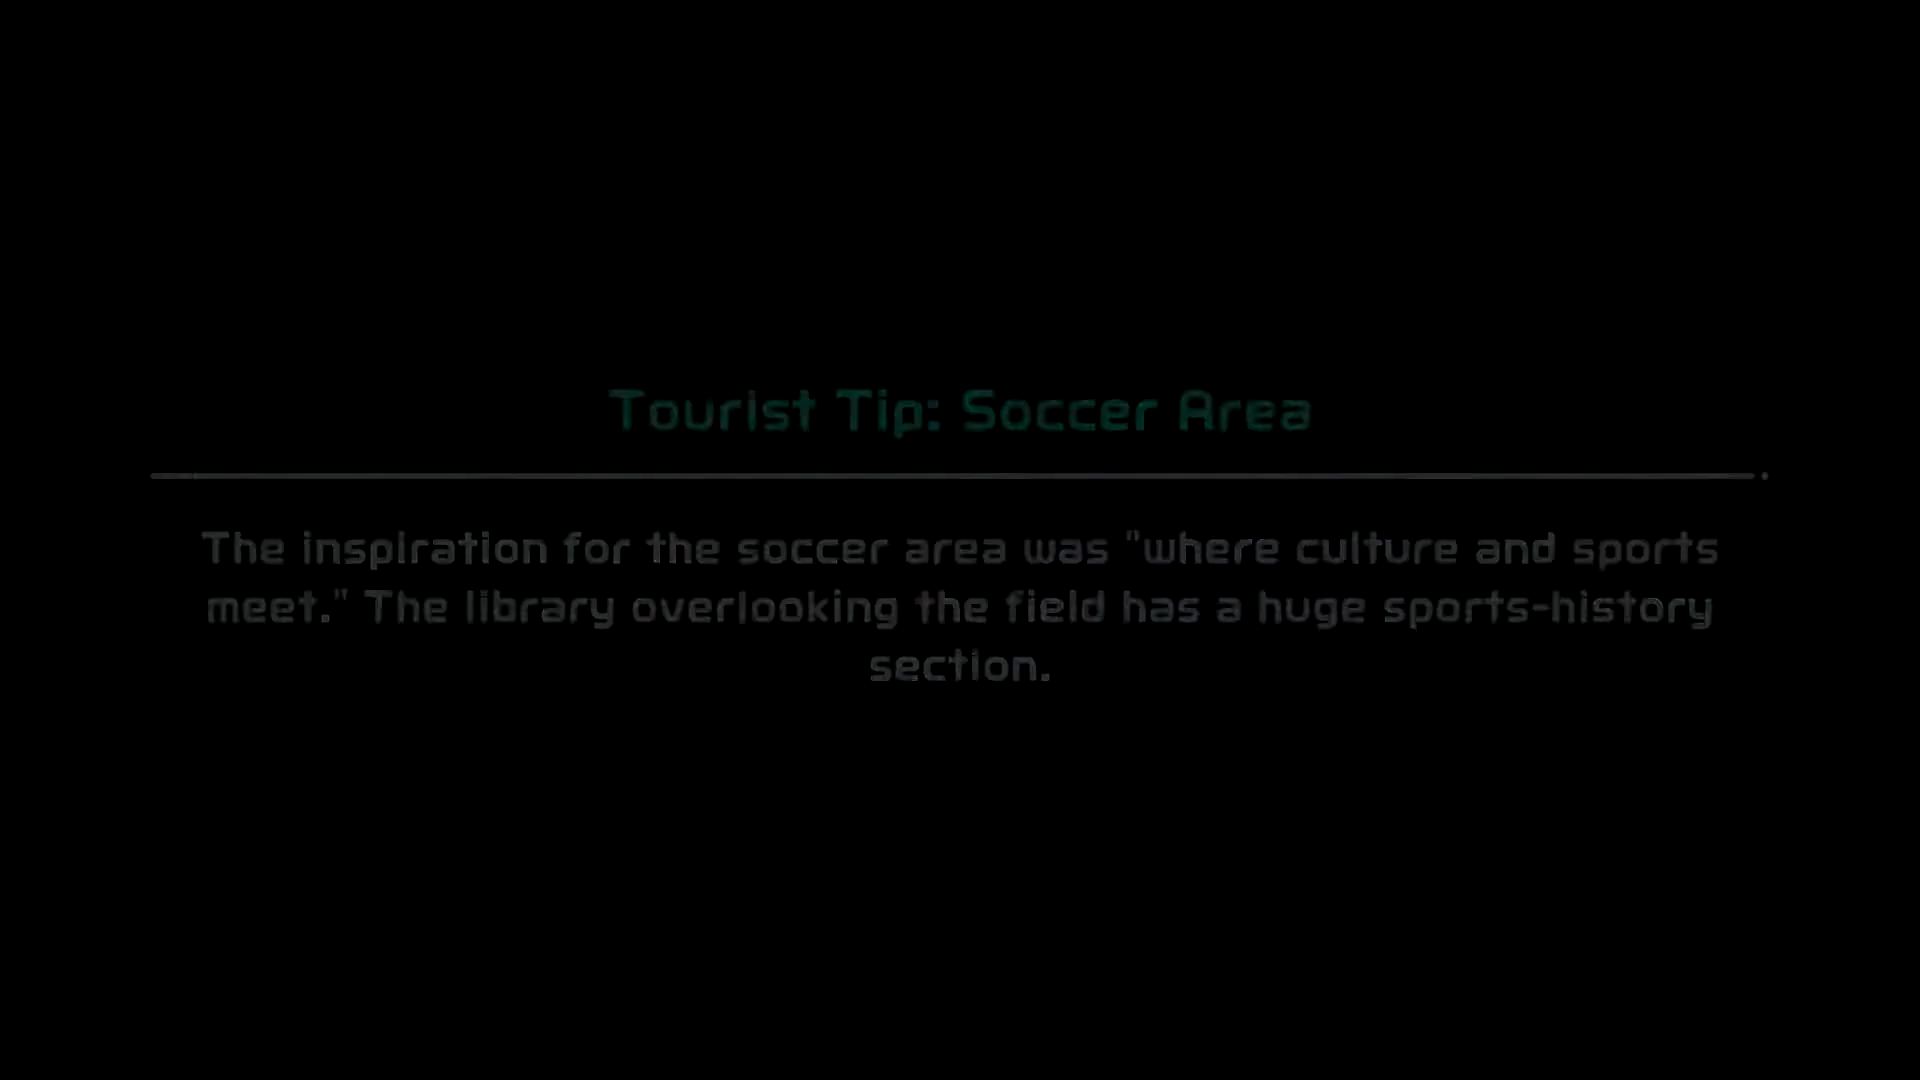 Tourist Tip: Soccer Area
The inspiration for the soccer area was "where culture and sports
meet." The library overlooking the field has a huge sports-history
section.